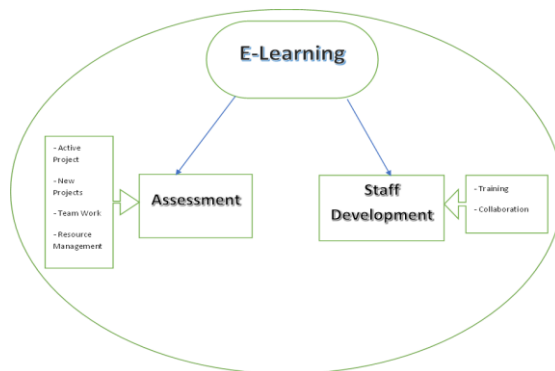 E-Learning
- Active
Project
- New
Projects
- Team Work
- Resource
Management
Assessment
Staff
Development
- Training
- Collaboration